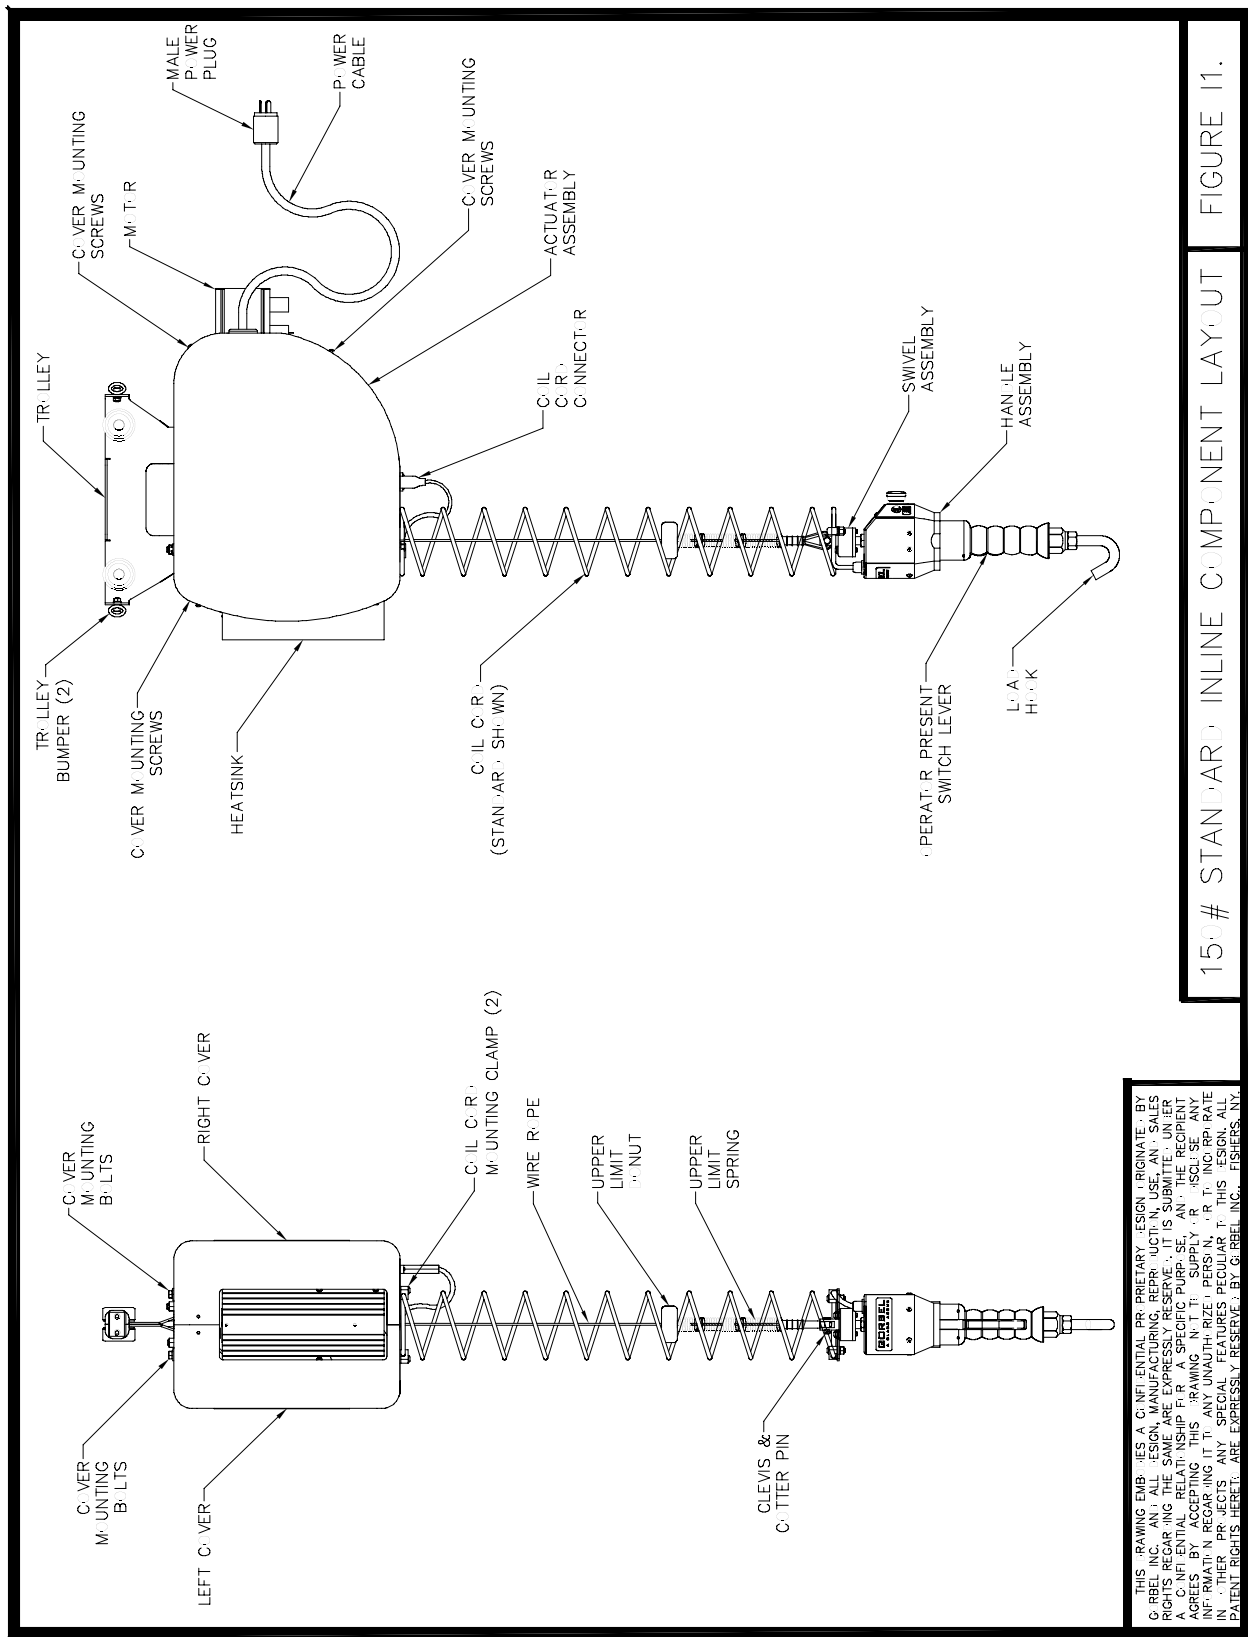 COVER
MOUNTING
BOLTS
COVER
MOUNTING
BOLTS
LEFT COVER
RIGHT COVER
COIL CORD
MOUNTING CLAMP (2)
WIRE ROPE
UPPER
LIMIT
DONUT
UPPER
LIMIT
SPRING
CLEVIS &
COTTER PIN
GORBEL
A CLASS ABOVE
TROLLEY
TROLLEY
BUMPER (2)
COVER MOUNTING
SCREWS
HEATSINK
COVER MOUNTING
SCREWS
MOTOR
MALE
POWER
PLUG
POWER
CABLE
COVER MOUNTING
SCREWS
ACTUATOR
ASSEMBLY
COIL
CORD
CONNECTOR
COIL CORD
(STANDARD SHOWN)
SWIVEL
ASSEMBLY
HANDLE
ASSEMBLY
OPERATOR PRESENT
SWITCH LEVER
LOAD
HOOK
THIS DRAWING EMBODIES A CONFIDENTIAL PROPRIETARY DESIGN ORIGINATED BY
GORBEL INC. AND ALL DESIGN, MANUFACTURING, REPRODUCTION, USE, AND SALES
RIGHTS REGARDING THE SAME ARE EXPRESSLY RESERVED. IT IS SUBMITTED UNDER
A CONFIDENTIAL RELATIONSHIP FOR A SPECIFIC PURPOSE, AND THE RECIPIENT
AGREES BY ACCEPTING THIS DRAWING NOT TO SUPPLY OR DISCLOSE ANY
INFORMATION REGARDING IT TO ANY UNAUTHORIZED PERSON, OR TO INCORPORATE
IN OTHER PROJECTS ANY SPECIAL FEATURES PECULIAR TO THIS DESIGN. ALL
PATENT RIGHTS HERETO ARE EXPRESSLY RESERVED BY GORBEL INC., FISHERS, NY.
150# STANDARD INLINE COMPONENT LAYOUT
FIGURE I1.